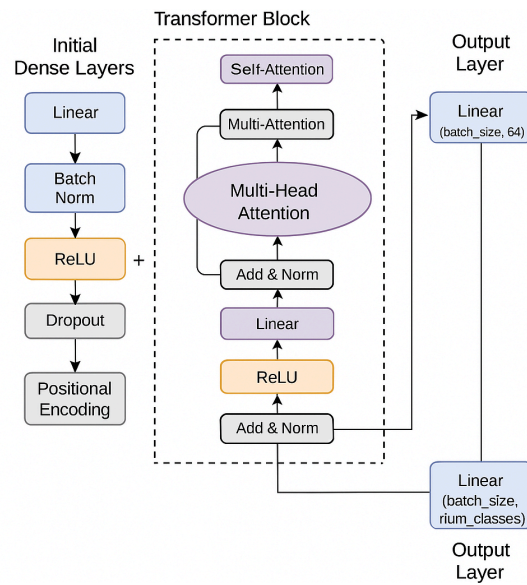 Transformer Block
Initial
Dense Layers
Linear
Batch
Norm
ReLU
Dropout
Positional
Encoding
+
Self-Attention
Multi-Attention
Multi-Head
Attention
Add & Norm
Linear
ReLU
Add & Norm
Output
Layer
Linear
(batch_size, 64)
Linear
(batch_size,
rium_classes)
Output
Layer